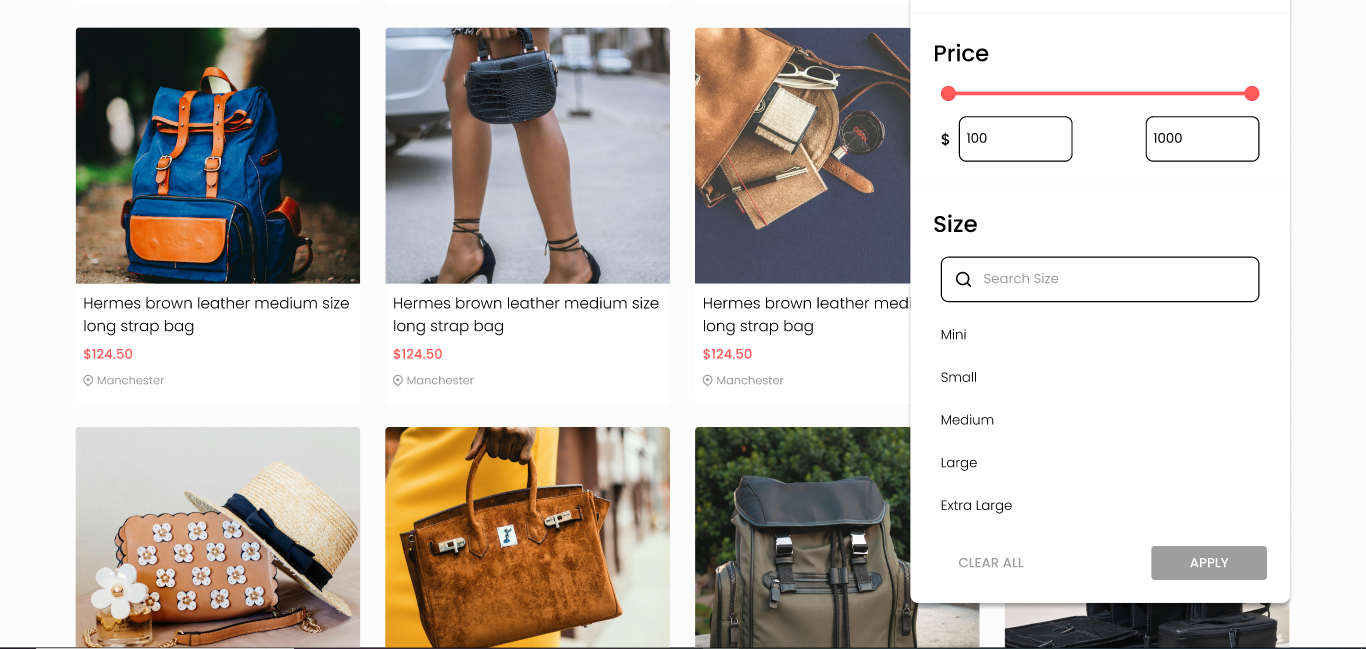 Hermes brown leather medium size
long strap bag
$124.50
Manchester
Hermes brown leather medium size
long strap bag
$124.50
Manchester
Hermes brown leather medi
long strap bag
$124.50
Manchester
Price
$ 100 1000
Size
Search Size
Mini
Small
Medium
Large
Extra Large
CLEAR ALL APPLY